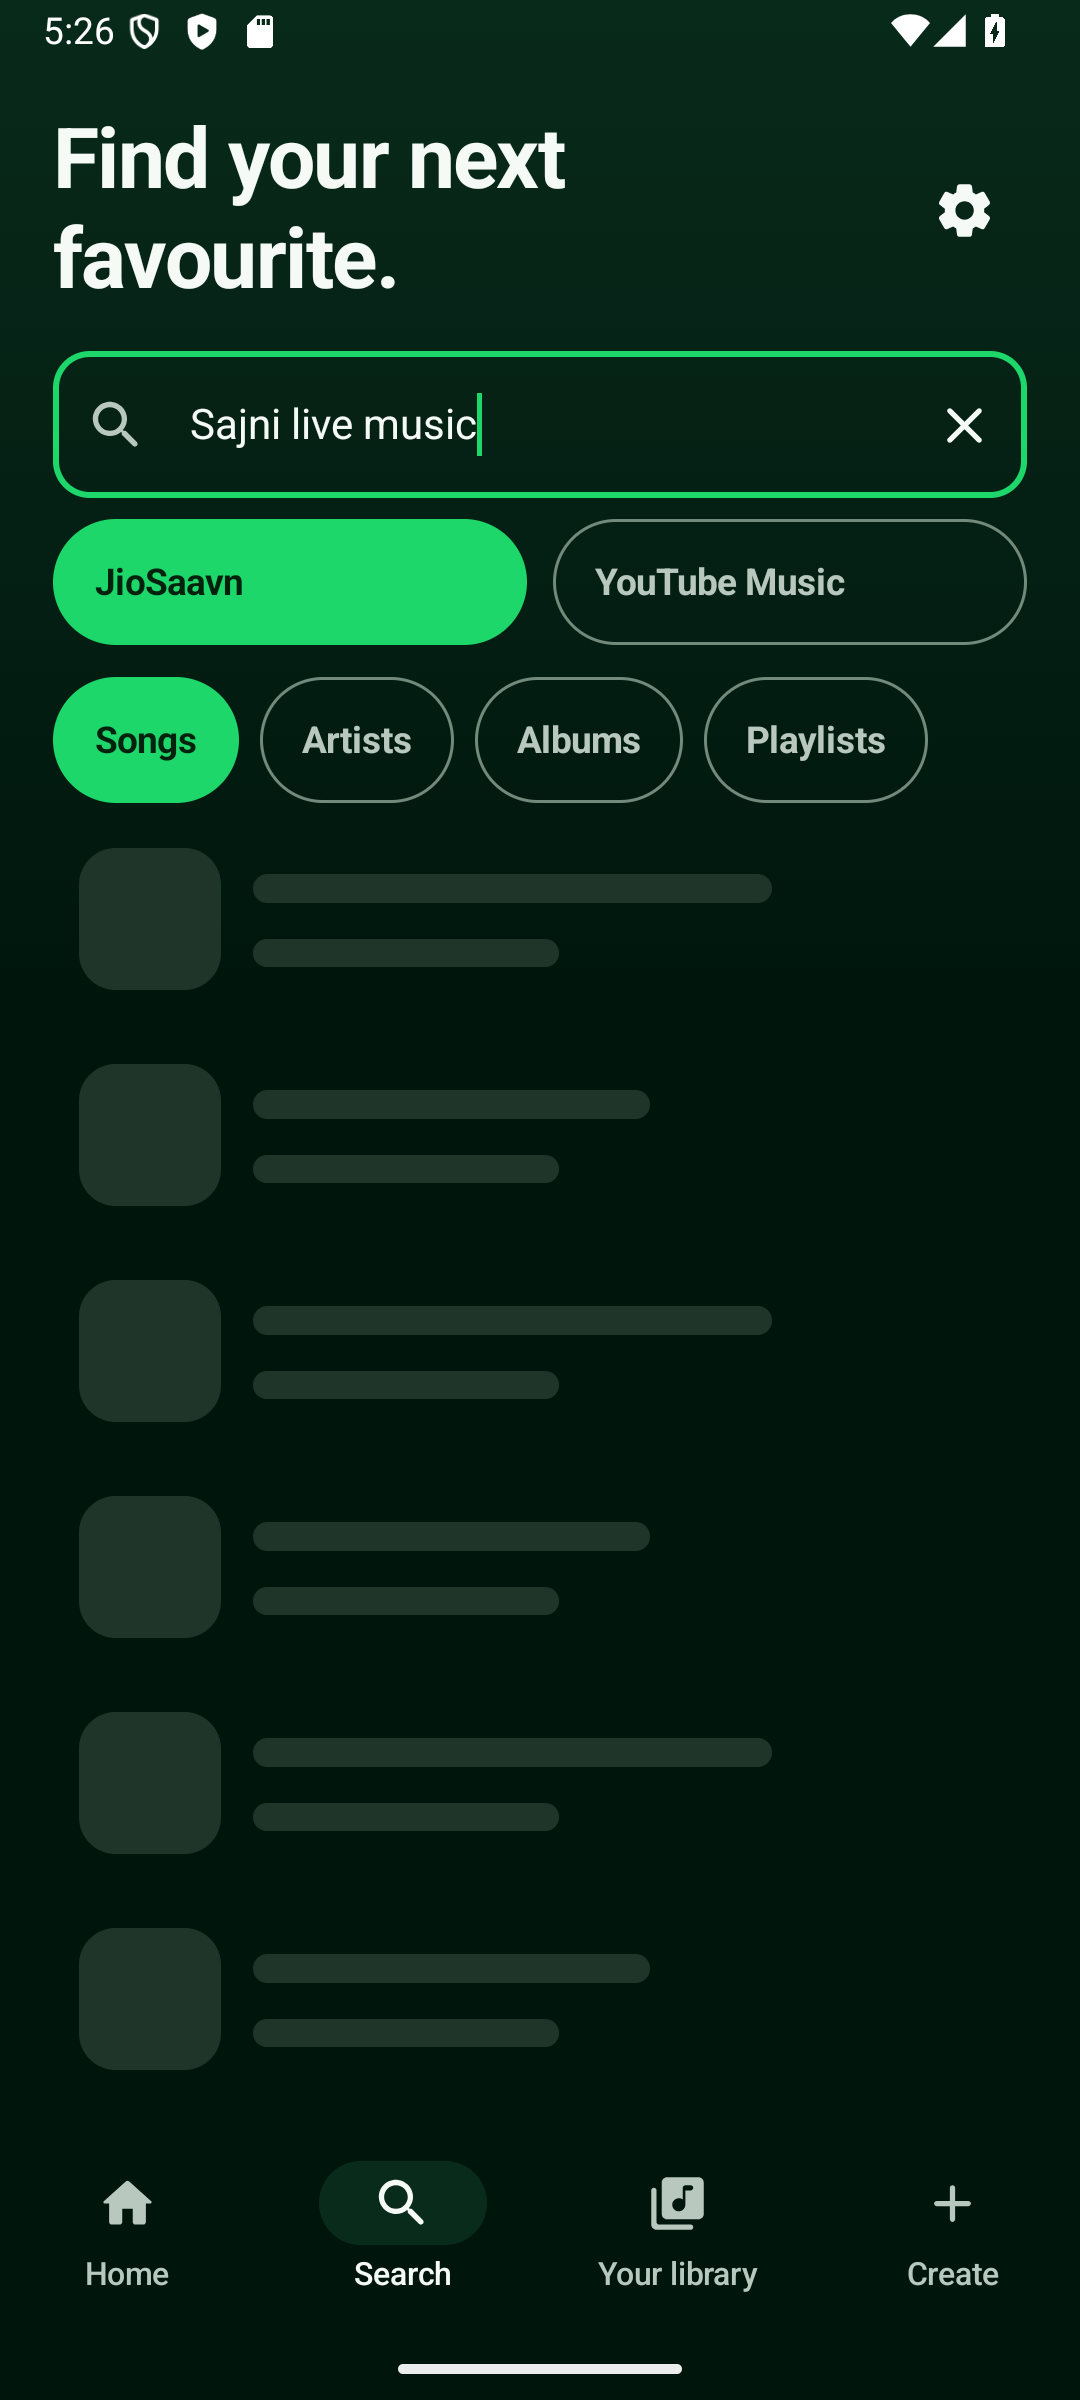 5:26
Find your next
favourite.
Sajni live music
JioSaavn
YouTube Music
Songs
Artists
Albums
Playlists
Home
Search
Your library
Create